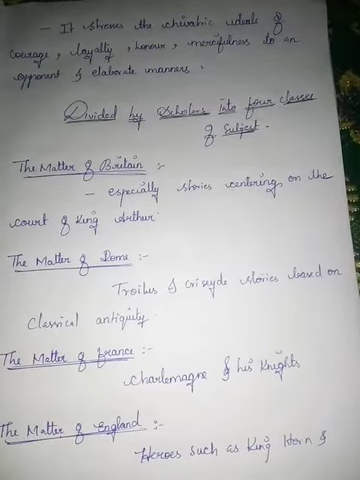 - It stresses the chivalric ideals of
courage, loyalty, honour, mercifulness to an
opponent & elaborate manners.
Divided by Scholars into four classes
of Subject.
The Matter of Britain :-
- especially stories centering on the
court of King Arthur.
The Matter of Rome :-
Troilus & criseyde stories based on
Classical antiquity.
The Matter of France :-
Charlemagne & his Knights
The Matter of England :-
Heroes such as King Horn &